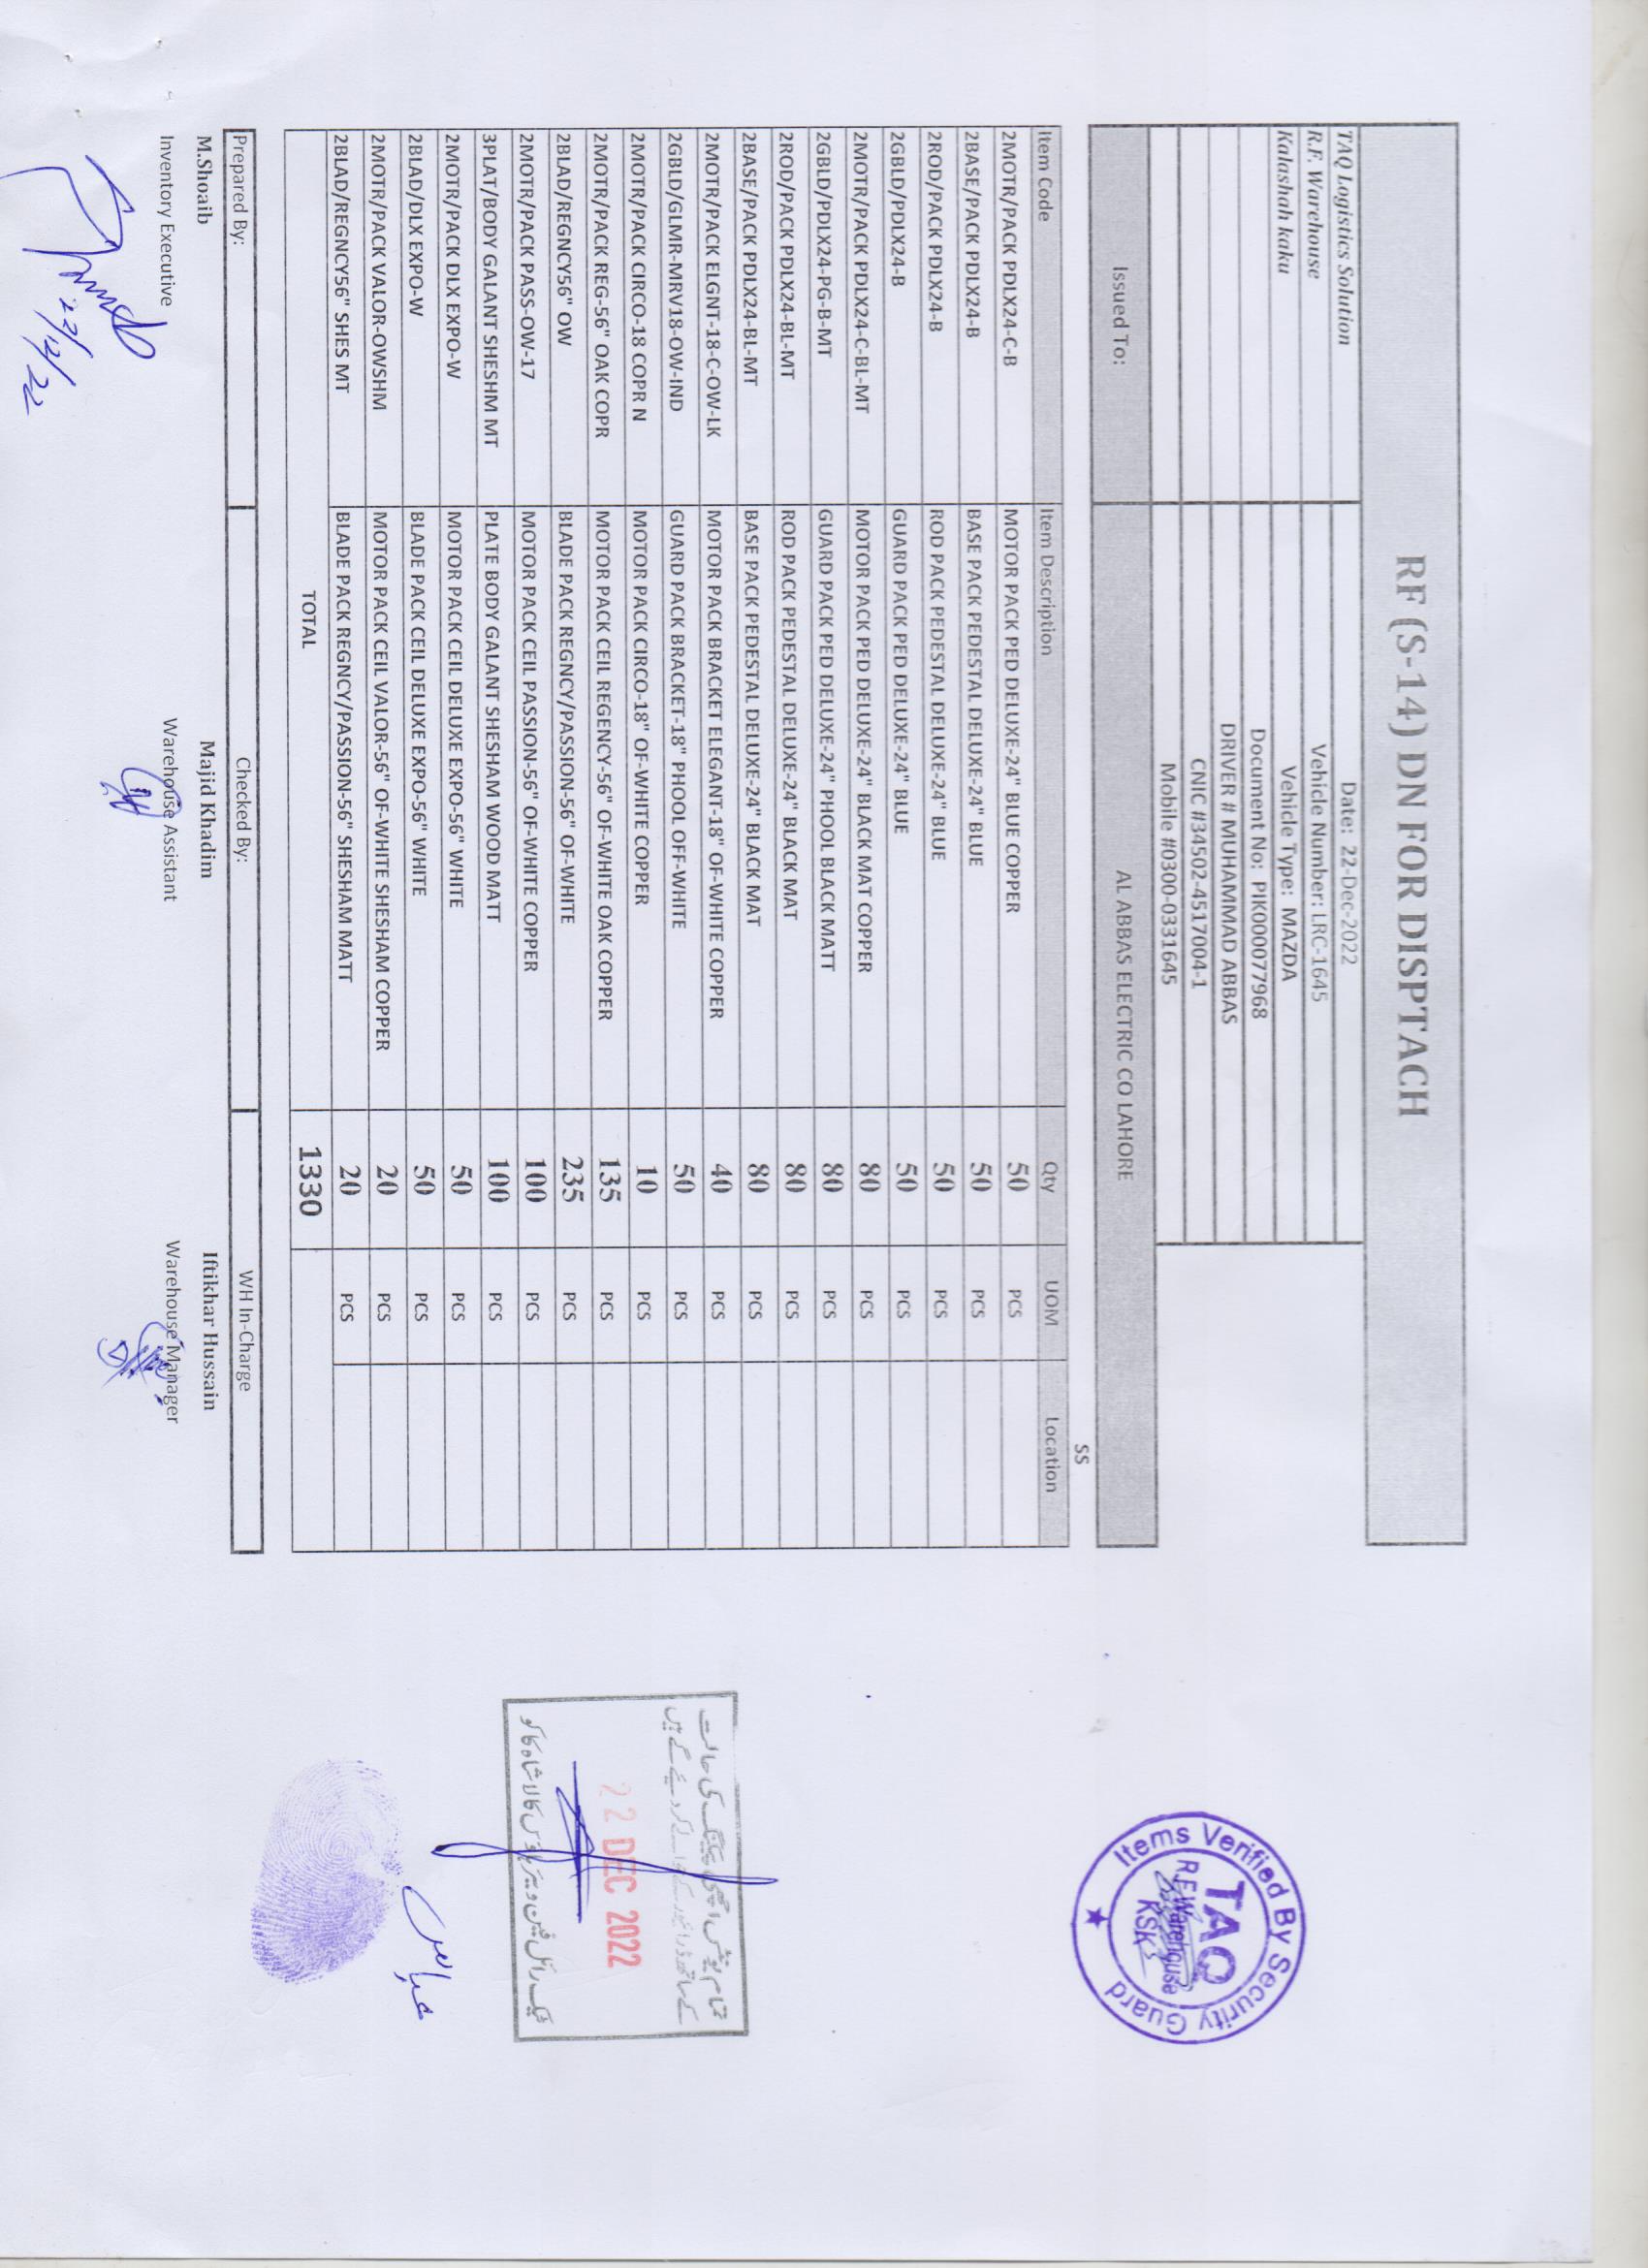 RF (S-14) DN FOR DISPTACH
TAQ Logistics Solution
Date: 22-Dec-2022
R.F. Warehouse
Vehicle Number: LRC-1645
Kalashah kaku
Vehicle Type: MAZDA
Document No: PIK000077968
DRIVER # MUHAMMAD ABBAS
CNIC #34502-4517004-1
Mobile #0300-0331645
Issued To: AL ABBAS ELECTRIC CO LAHORE
SS
Item Code Item Description Qty UOM Location
2MOTR/PACK PDLX24-C-B MOTOR PACK PED DELUXE-24" BLUE COPPER 50 PCS
2BASE/PACK PDLX24-B BASE PACK PEDESTAL DELUXE-24" BLUE 50 PCS
2ROD/PACK PDLX24-B ROD PACK PEDESTAL DELUXE-24" BLUE 50 PCS
2GBLD/PDLX24-B GUARD PACK PED DELUXE-24" BLUE 50 PCS
2MOTR/PACK PDLX24-C-BL-MT MOTOR PACK PED DELUXE-24" BLACK MAT COPPER 80 PCS
2GBLD/PDLX24-PG-B-MT GUARD PACK PED DELUXE-24" PHOOL BLACK MATT 80 PCS
2ROD/PACK PDLX24-BL-MT ROD PACK PEDESTAL DELUXE-24" BLACK MAT 80 PCS
2BASE/PACK PDLX24-BL-MT BASE PACK PEDESTAL DELUXE-24" BLACK MAT 80 PCS
2MOTR/PACK ELGNT-18-C-OW-LK MOTOR PACK BRACKET ELEGANT-18" OF-WHITE COPPER 40 PCS
2GBLD/GLMR-MRV18-OW-IND GUARD PACK BRACKET-18" PHOOL OFF-WHITE 50 PCS
2MOTR/PACK CIRCO-18 COPR N MOTOR PACK CIRCO-18" OF-WHITE COPPER 10 PCS
2MOTR/PACK REG-56" OAK COPR MOTOR PACK CEIL REGENCY-56" OF-WHITE OAK COPPER 135 PCS
2BLAD/REGNCY56" OW BLADE PACK REGNCY/PASSION-56" OF-WHITE 235 PCS
2MOTR/PACK PASS-OW-17 MOTOR PACK CEIL PASSION-56" OF-WHITE COPPER 100 PCS
3PLAT/BODY GALANT SHESHM MT PLATE BODY GALANT SHESHAM WOOD MATT 100 PCS
2MOTR/PACK DLX EXPO-W MOTOR PACK CEIL DELUXE EXPO-56" WHITE 50 PCS
2BLAD/DLX EXPO-W BLADE PACK CEIL DELUXE EXPO-56" WHITE 50 PCS
2MOTR/PACK VALOR-OWSHM MOTOR PACK CEIL VALOR-56" OF-WHITE SHESHAM COPPER 20 PCS
2BLAD/REGNCY56" SHES MT BLADE PACK REGNCY/PASSION-56" SHESHAM MATT 20 PCS
TOTAL 1330
Prepared By: Checked By: WH In-Charge
M.Shoaib Majid Khadim Iftikhar Hussain
Inventory Executive Warehouse Assistant Warehouse Manager
22/12/22
Items Verified By Security Guard
TAQ
R.F Warehouse
KSK
تمام یونٹس اچھی پیکنگ کی حالت
کے ساتھ ڈرائیور کے حوالے کر دیئے گے ہیں
22 DEC 2022
ٹیک رائل فین ویئر ہاؤس کالا شاہ کاکو
عباس